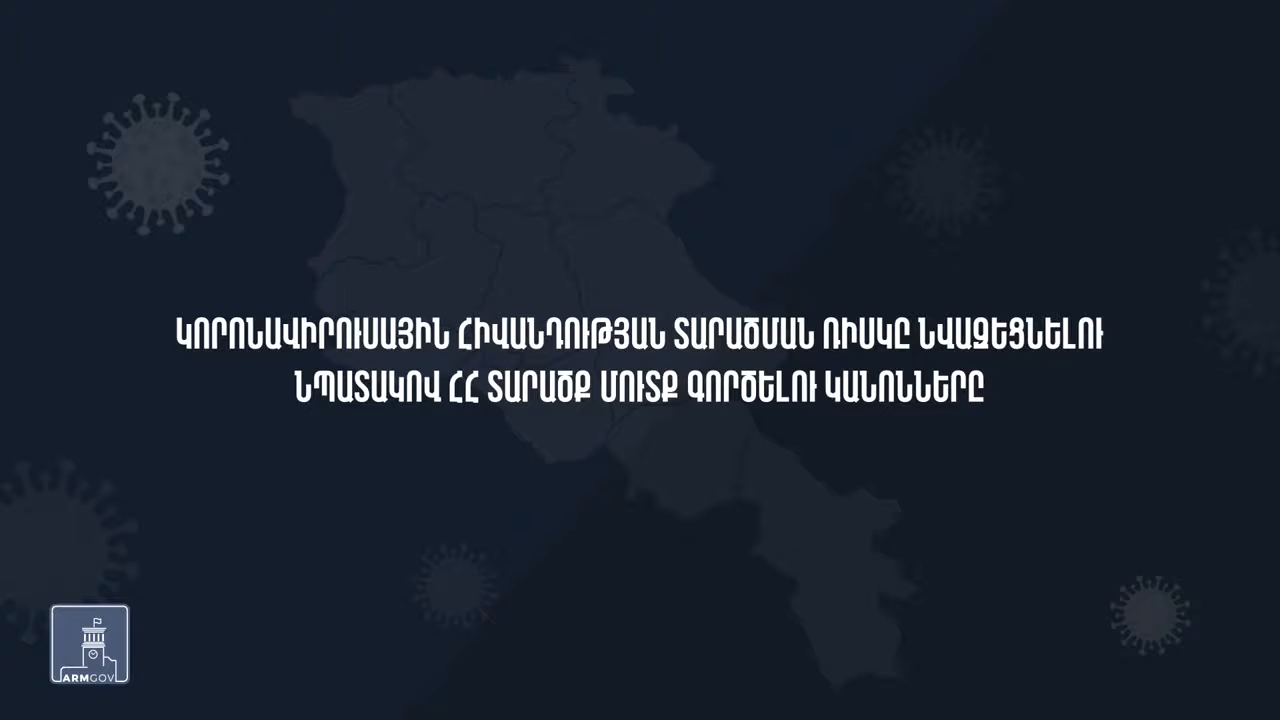 ԿՈՐՈՆԱՎԻՐՈՒՍԱՅԻՆ ՀԻՎԱՆԴՈՒԹՅԱՆ ՏԱՐԱԾՄԱՆ ՌԻՍԿԸ ՆՎԱԶԵՑՆԵԼՈՒ
ՆՊԱՏԱԿՈՎ ՀՀ ՏԱՐԱԾՔ ՄՈՒՏՔ ԳՈՐԾԵԼՈՒ ԿԱՆՈՆՆԵՐԸ
ARMGOV